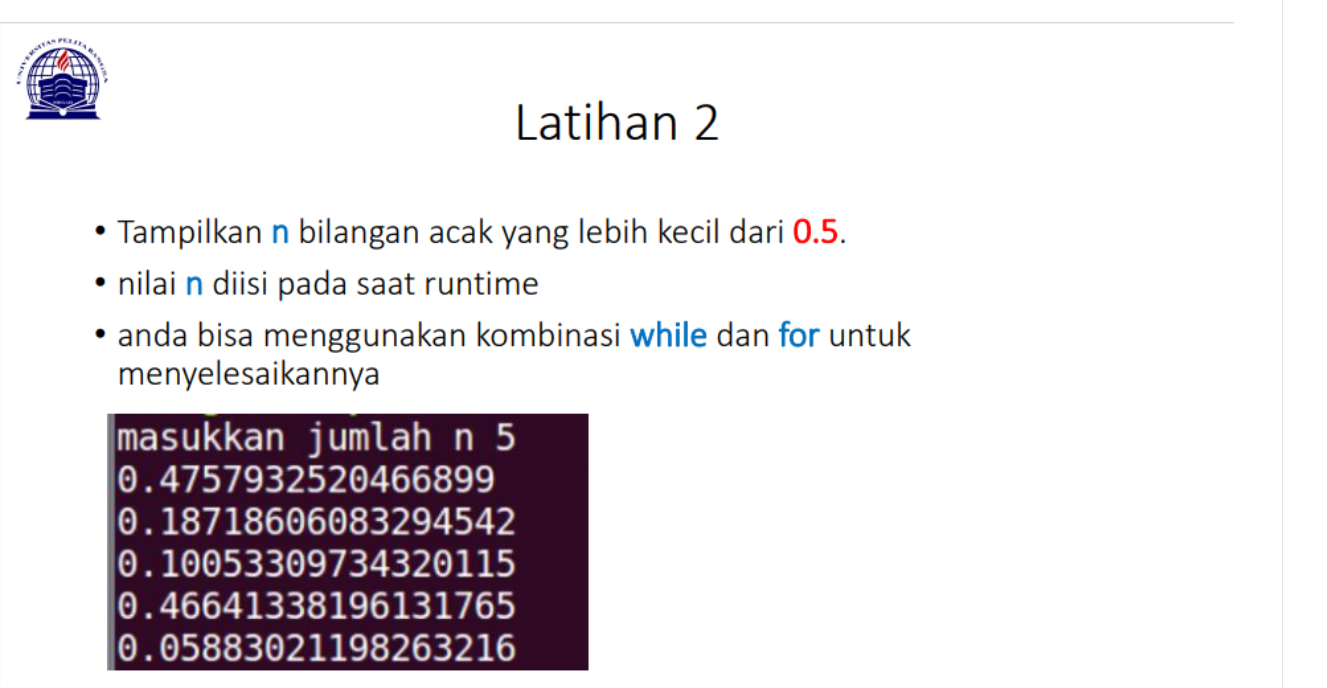 UNIVERSITAS PELITA BANGSA
Latihan 2
• Tampilkan n bilangan acak yang lebih kecil dari 0.5.
• nilai n diisi pada saat runtime
• anda bisa menggunakan kombinasi while dan for untuk
menyelesaikannya
masukkan jumlah n 5
0.4757932520466899
0.18718606083294542
0.10053309734320115
0.46641338196131765
0.05883021198263216